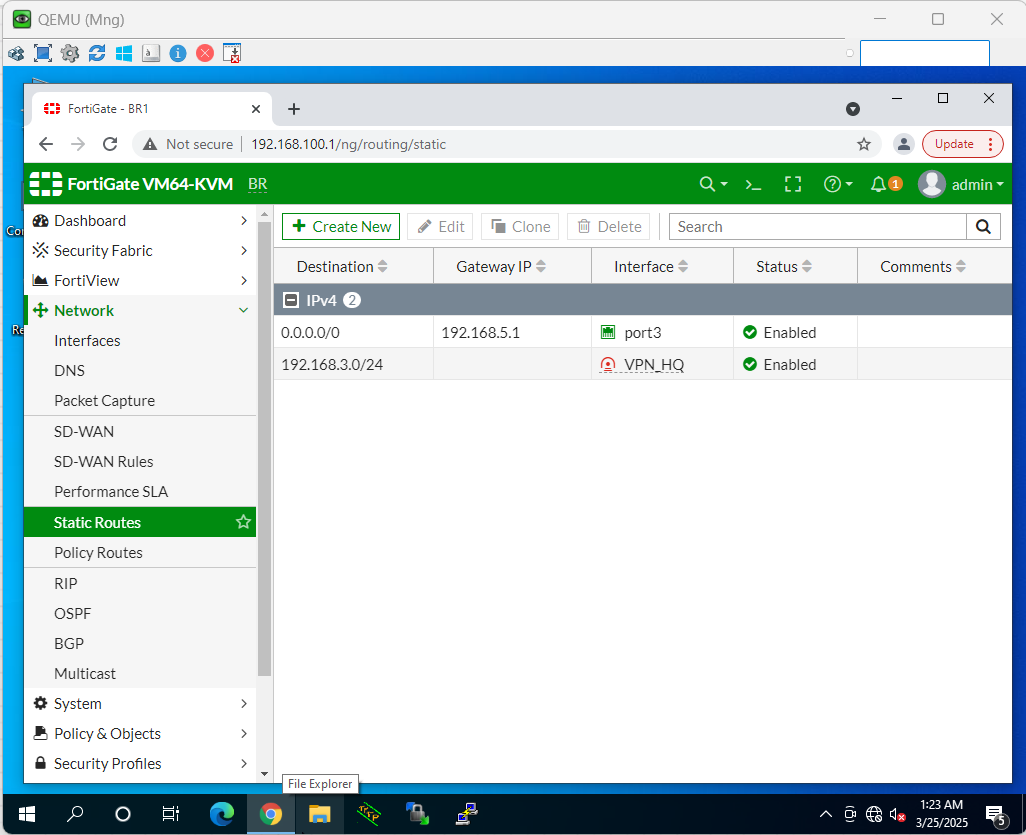 QEMU (Mng)
FortiGate - BR1
Not secure 192.168.100.1/ng/routing/static Update
FortiGate VM64-KVM BR 1 admin
Dashboard
Security Fabric
FortiView
Network
Interfaces
DNS
Packet Capture
SD-WAN
SD-WAN Rules
Performance SLA
Static Routes
Policy Routes
RIP
OSPF
BGP
Multicast
System
Policy & Objects
Security Profiles
Create New Edit Clone Delete Search
Destination Gateway IP Interface Status Comments
IPv4 2
0.0.0.0/0 192.168.5.1 port3 Enabled
192.168.3.0/24 VPN_HQ Enabled
File Explorer
1:23 AM
3/25/2025
5